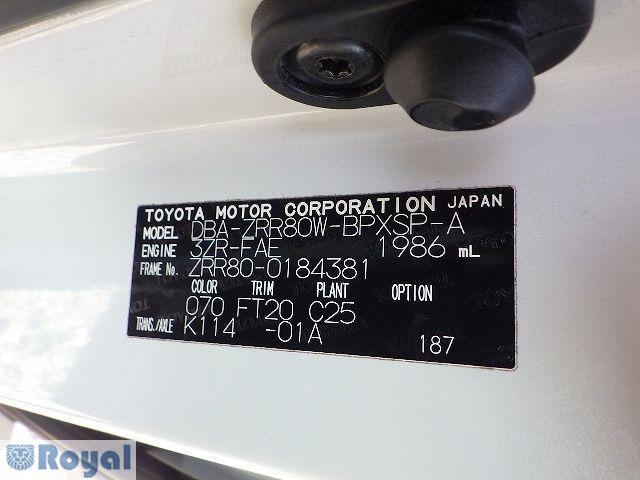 TOYOTA MOTOR CORPORATION JAPAN
MODEL DBA-ZRR80W-BPXSP-A
ENGINE 3ZR-FAE 1986 mL
FRAME No. ZRR80-0184381
COLOR TRIM PLANT OPTION
070 FT20 C25
TRANS./AXLE K114 -01A
187
Royal